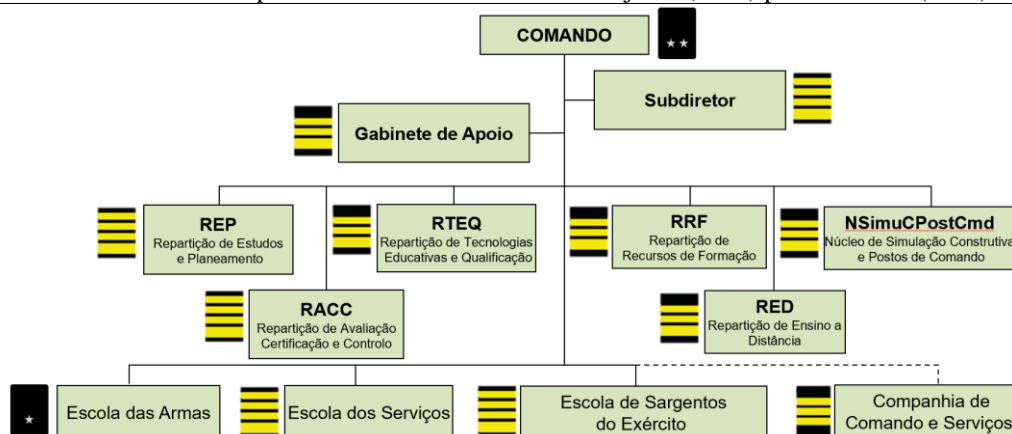 COMANDO
Subdiretor
Gabinete de Apoio
REP
Repartição de Estudos
e Planeamento
RTEQ
Repartição de Tecnologias
Educativas e Qualificação
RRF
Repartição de
Recursos de Formação
NSimuCPostCmd
Núcleo de Simulação Construtiva
e Postos de Comando
RACC
Repartição de Avaliação
Certificação e Controlo
RED
Repartição de Ensino a
Distância
Escola das Armas
Escola dos Serviços
Escola de Sargentos
do Exército
Companhia de
Comando e Serviços